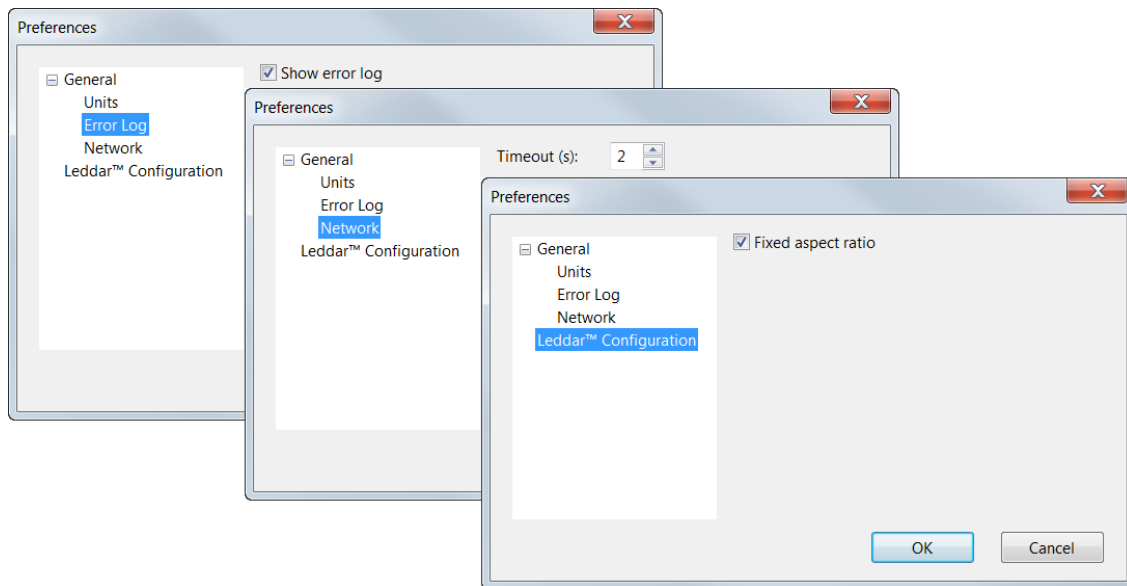 Preferences
General
Units
Error Log
Network
Leddar™ Configuration
Show error log
Preferences
General
Units
Error Log
Network
Leddar™ Configuration
Timeout (s): 2
Preferences
General
Units
Error Log
Network
Leddar™ Configuration
Fixed aspect ratio
OK Cancel